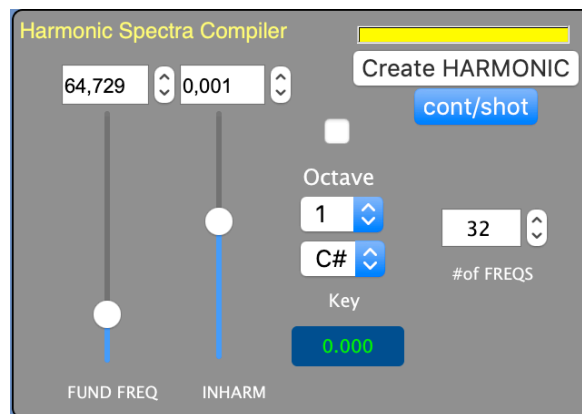 Harmonic Spectra Compiler
Create HARMONIC
64,729 0,001
cont/shot
Octave
1
32
C#
#of FREQS
Key
0.000
FUND FREQ INHARM